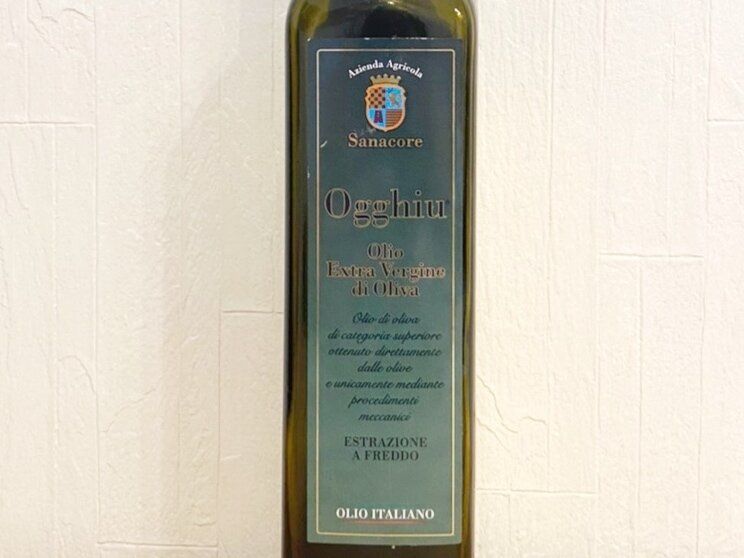 Azienda Agricola
Sanacore
Ogghiu
Olio
Extra Vergine
di Oliva
Olio di oliva
di categoria superiore
ottenuto direttamente
dalle olive
e unicamente mediante
procedimenti
meccanici
ESTRAZIONE
A FREDDO
OLIO ITALIANO